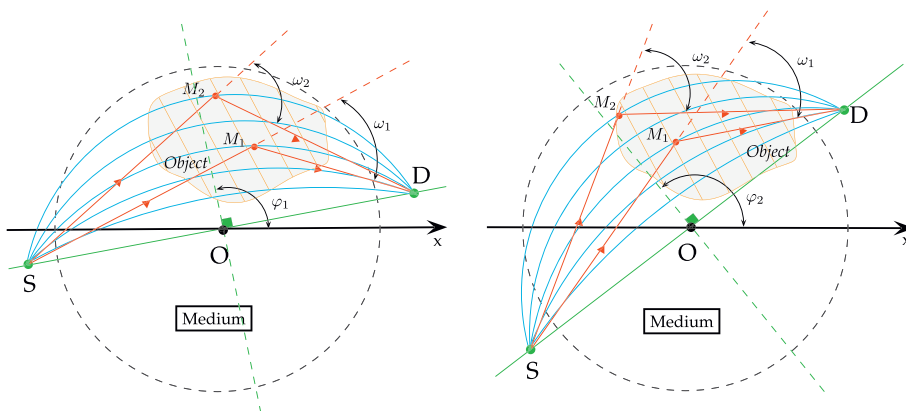 ω₂
M₂
ω₁
M₁
Object
D
φ₁
x
O
S
Medium
ω₂
ω₁
M₂
D
M₁
Object
φ₂
x
O
S
Medium